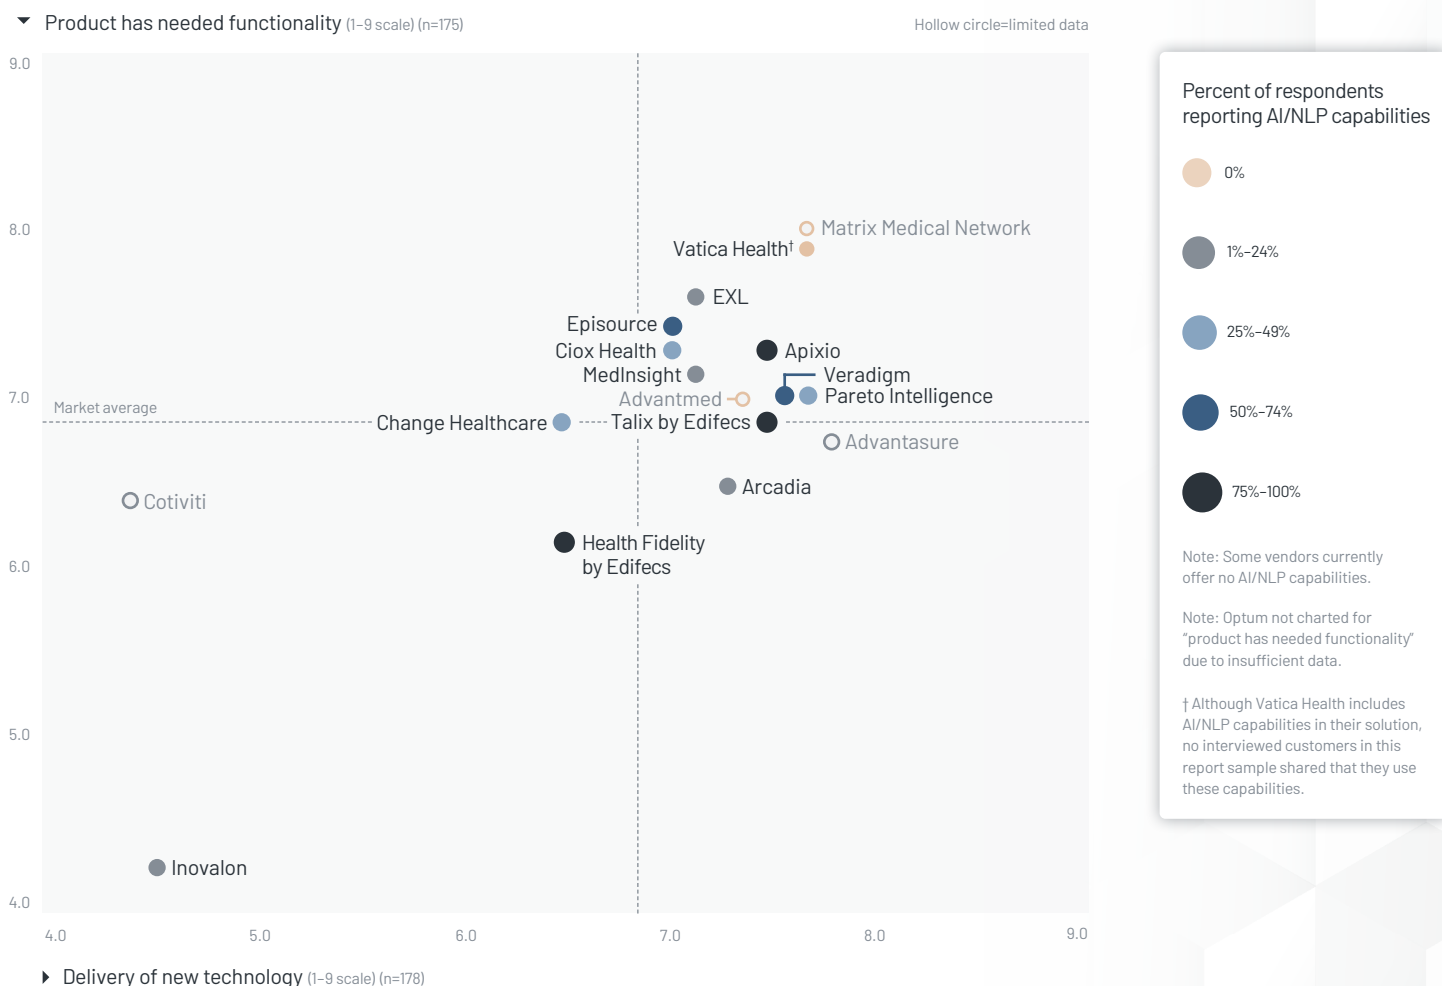 Product has needed functionality (1–9 scale) (n=175)
Hollow circle=limited data
9.0
8.0
7.0
6.0
5.0
4.0
Market average
Matrix Medical Network
Vatica Health†
EXL
Episource
Ciox Health
Apixio
MedInsight
Veradigm
Advantmed
Pareto Intelligence
Change Healthcare
Talix by Edifecs
Advantasure
Arcadia
Cotiviti
Health Fidelity
by Edifecs
Inovalon
4.0
5.0
6.0
7.0
8.0
9.0
Delivery of new technology (1–9 scale) (n=178)
Percent of respondents
reporting AI/NLP capabilities
0%
1%–24%
25%–49%
50%–74%
75%–100%
Note: Some vendors currently
offer no AI/NLP capabilities.
Note: Optum not charted for
“product has needed functionality”
due to insufficient data.
† Although Vatica Health includes
AI/NLP capabilities in their solution,
no interviewed customers in this
report sample shared that they use
these capabilities.